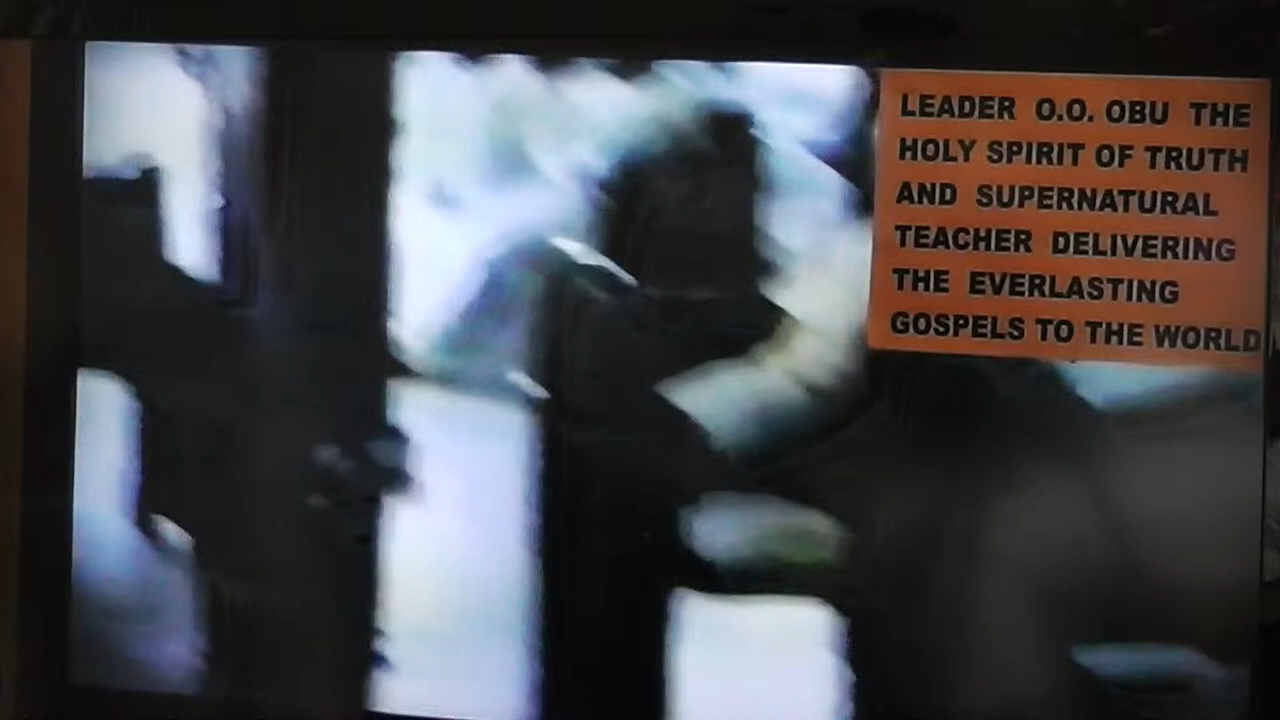 LEADER O.O. OBU THE
HOLY SPIRIT OF TRUTH
AND SUPERNATURAL
TEACHER DELIVERING
THE EVERLASTING
GOSPELS TO THE WORLD